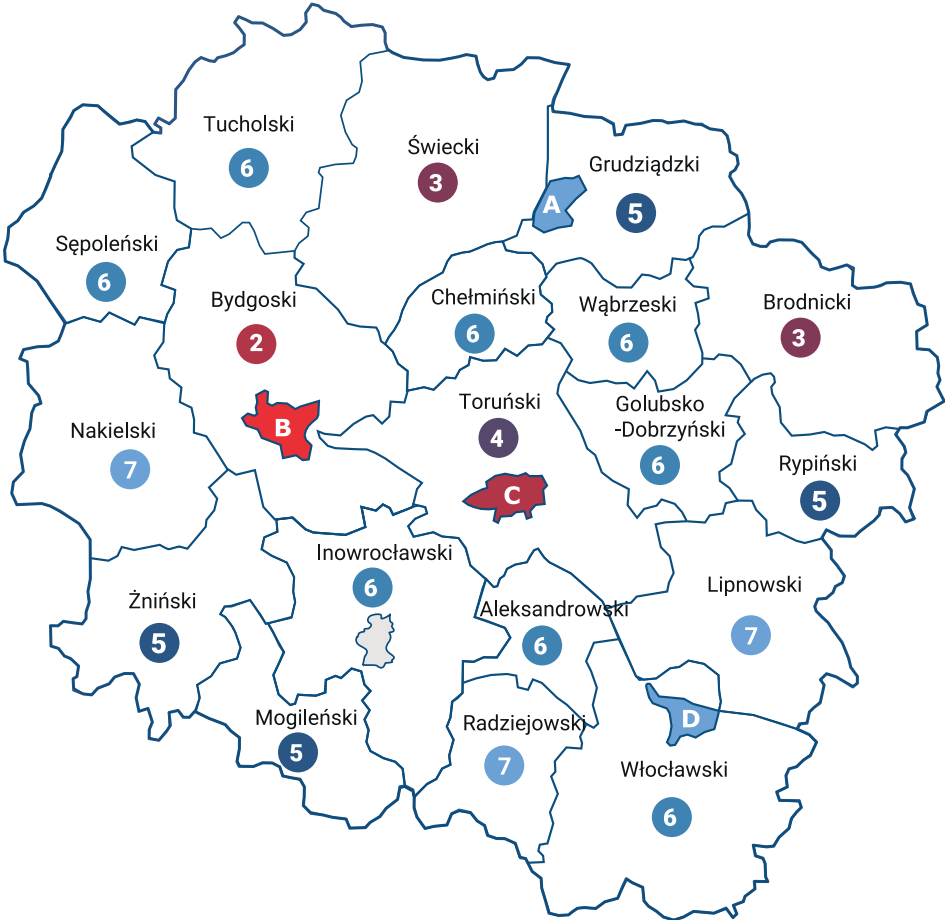 Tucholski
6
Świecki
3
Grudziądzki
5
A
Sępoleński
6
Bydgoski
2
Chełmiński
6
Wąbrzeski
6
Brodnicki
3
B
Toruński
4
C
Golubsko
-Dobrzyński
6
Nakielski
7
Rypiński
5
Inowrocławski
6
Żniński
5
Aleksandrowski
6
Lipnowski
7
Mogileński
5
Radziejowski
7
D
Włocławski
6